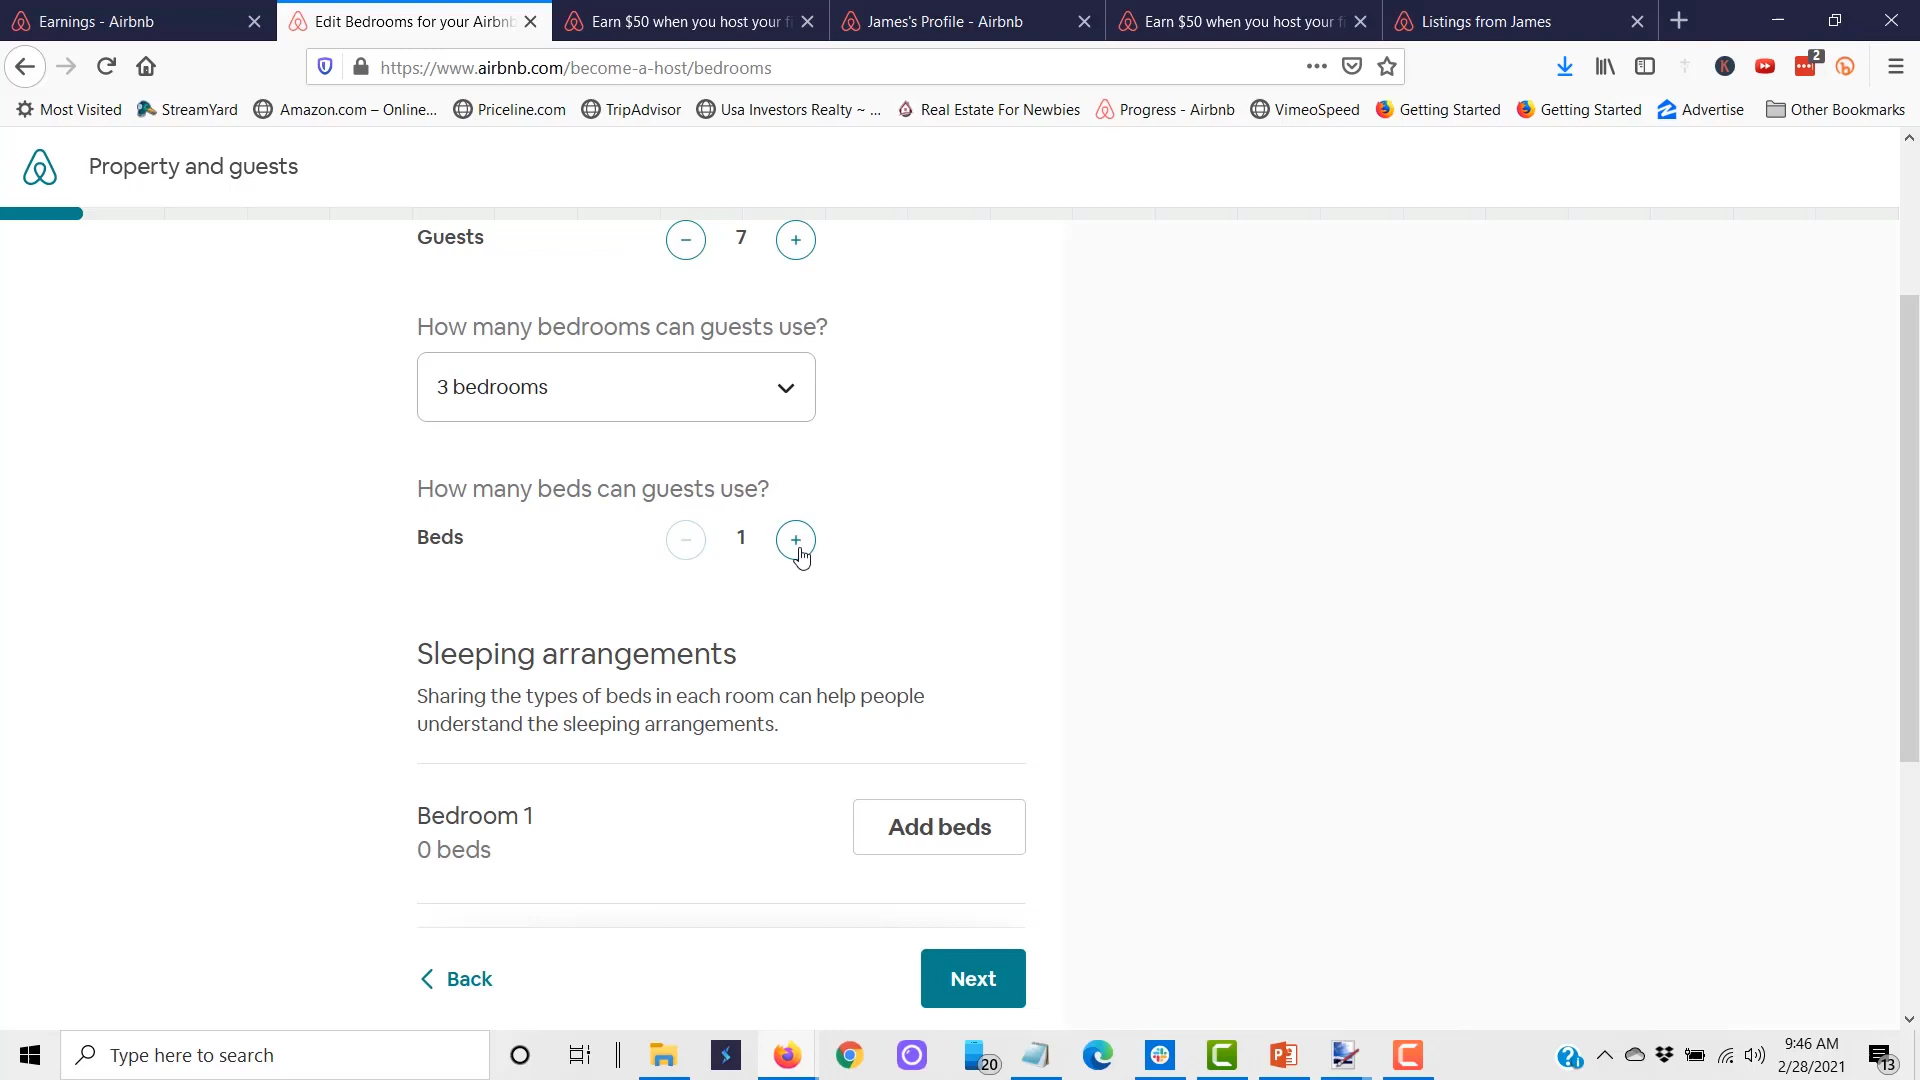 Earnings - Airbnb
Edit Bedrooms for your Airbnb
Earn $50 when you host your fi
James's Profile - Airbnb
Earn $50 when you host your fi
Listings from James
https://www.airbnb.com/become-a-host/bedrooms
2
Most Visited
StreamYard
Amazon.com – Online...
Priceline.com
TripAdvisor
Usa Investors Realty ~ ...
Real Estate For Newbies
Progress - Airbnb
VimeoSpeed
Getting Started
Getting Started
Advertise
Other Bookmarks
Property and guests
Guests
7
How many bedrooms can guests use?
3 bedrooms
How many beds can guests use?
Beds
1
Sleeping arrangements
Sharing the types of beds in each room can help people
understand the sleeping arrangements.
Bedroom 1
0 beds
Add beds
Back
Next
Type here to search
20
9:46 AM
2/28/2021
13